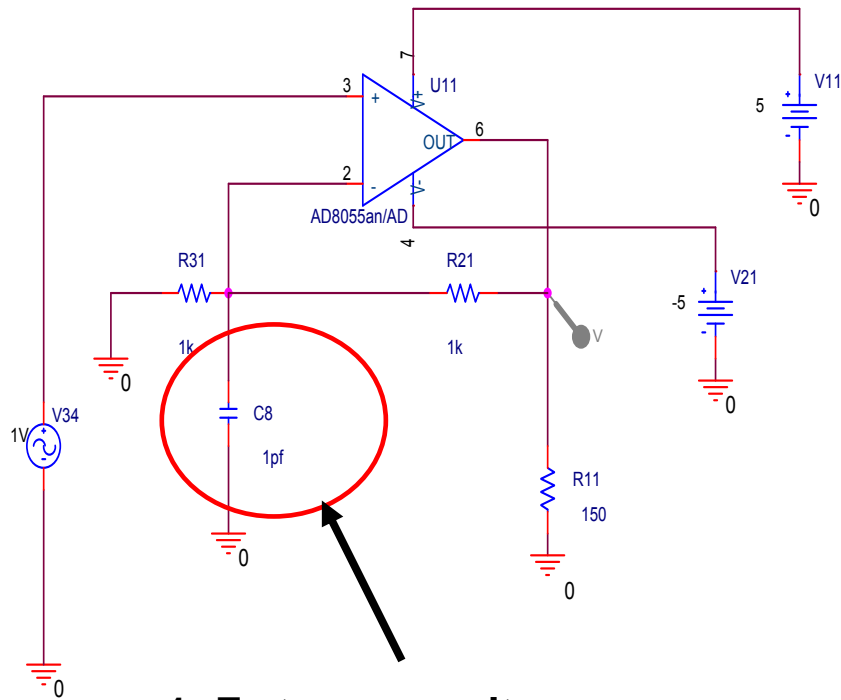 7
U11
V11
3
+
V+
+
5
-
OUT
6
2
-
V-
0
AD8055an/AD
4
R31
R21
V21
+
-5
-
V
1k
1k
0
0
V34
C8
1V
+
-
1pf
R11
150
0
0
0